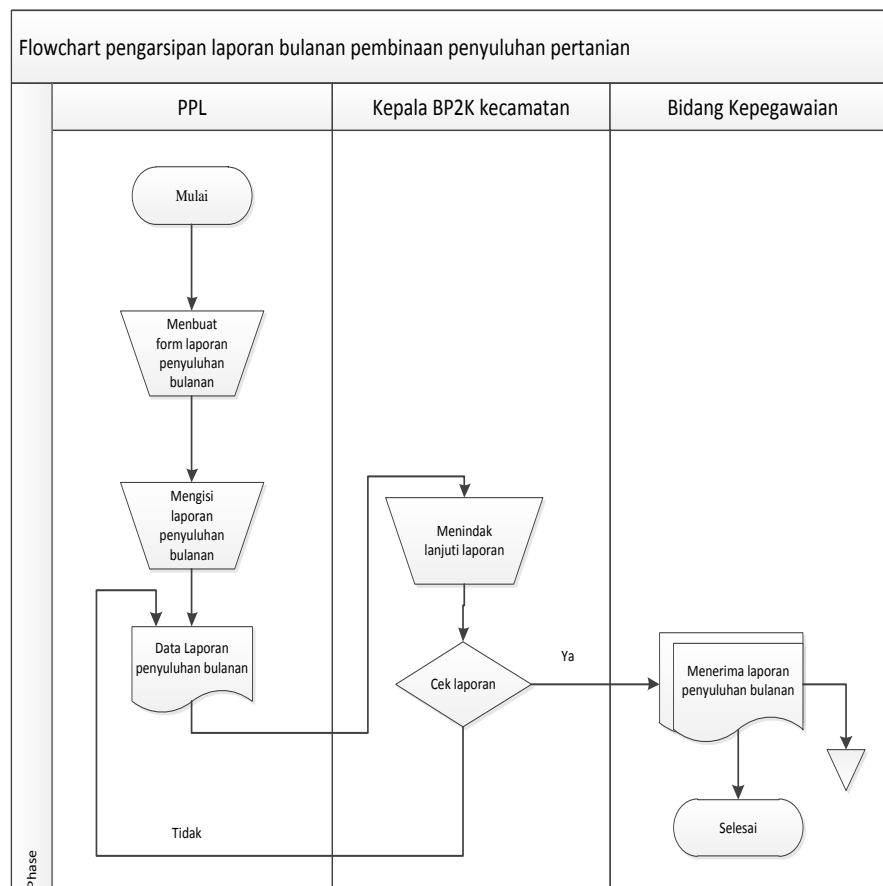 Flowchart pengarsipan laporan bulanan pembinaan penyuluhan pertanian
PPL
Kepala BP2K kecamatan
Bidang Kepegawaian
Mulai
Menbuat
form laporan
penyuluhan
bulanan
Mengisi
laporan
penyuluhan
bulanan
Menindak
lanjuti laporan
Data Laporan
penyuluhan bulanan
Cek laporan
Ya
Menerima laporan
penyuluhan bulanan
Tidak
Selesai
Phase